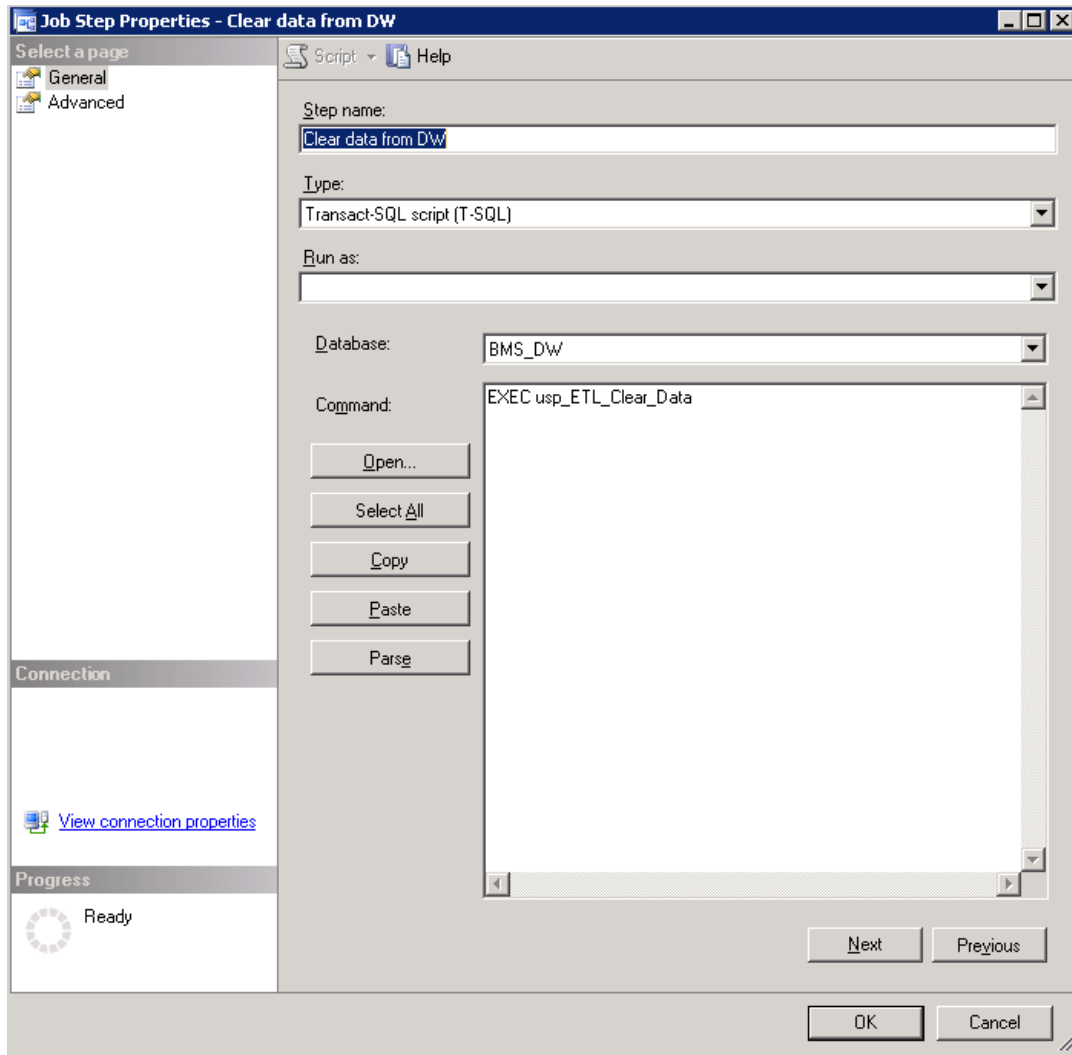 Job Step Properties - Clear data from DW
Select a page
General
Advanced
Script
Help
Step name:
Clear data from DW
Type:
Transact-SQL script (T-SQL)
Run as:
Database:
BMS_DW
Command:
EXEC usp_ETL_Clear_Data
Open...
Select All
Copy
Paste
Parse
Connection
View connection properties
Progress
Ready
Next
Previous
OK
Cancel